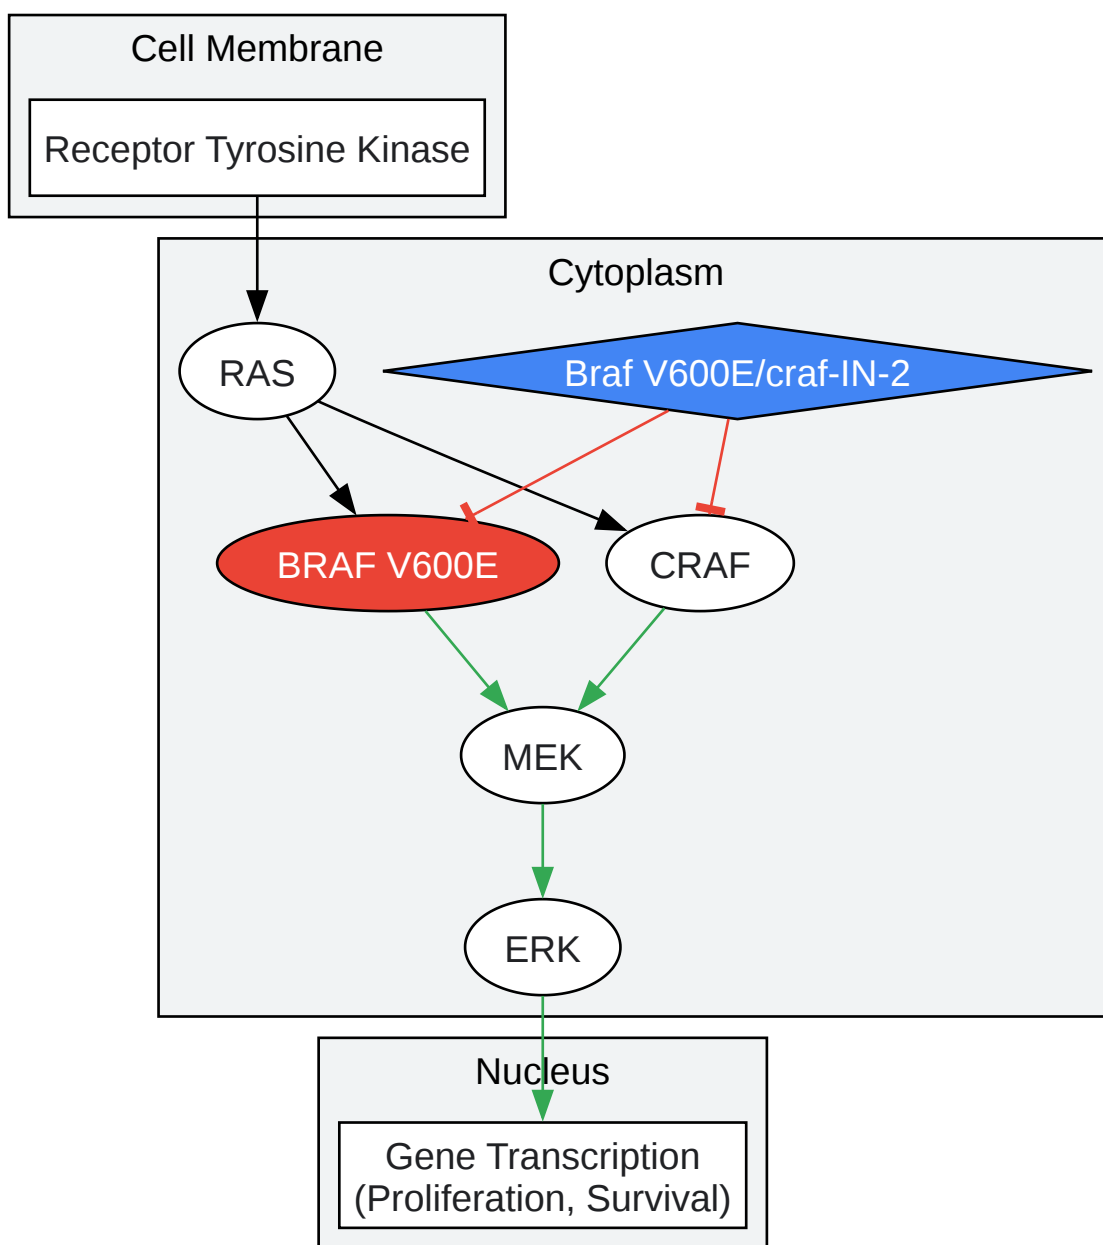 Cell Membrane
Receptor Tyrosine Kinase
Cytoplasm
RAS
Braf V600E/craf-IN-2
BRAF V600E
CRAF
MEK
ERK
Nucleus
Gene Transcription
(Proliferation, Survival)